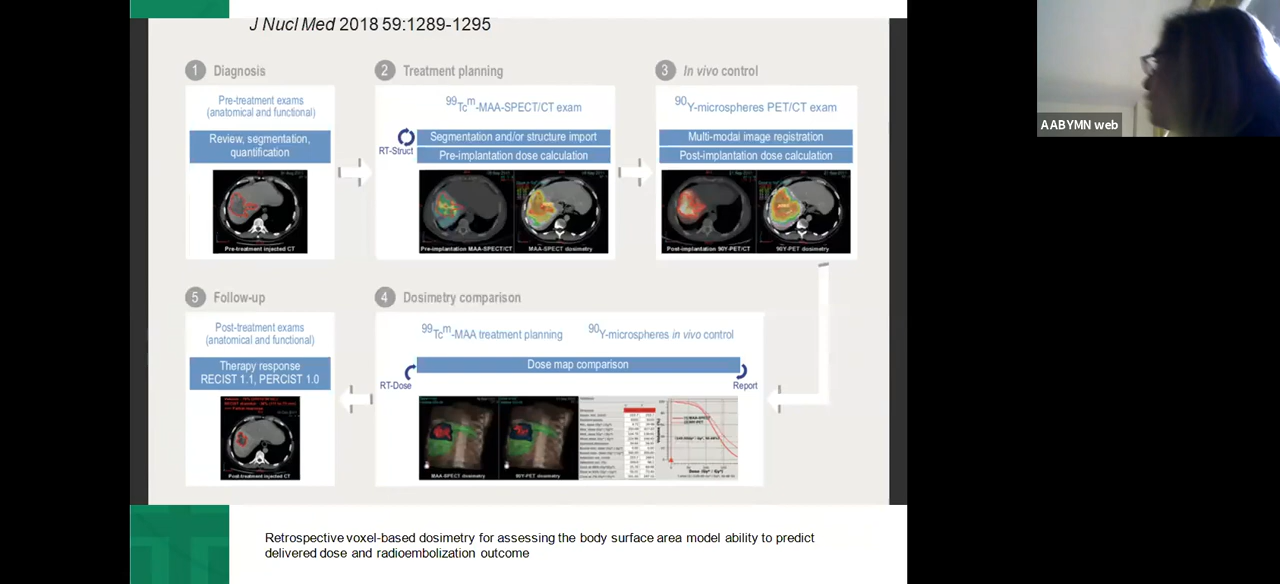 J Nucl Med 2018 59:1289-1295
AABYMN web
1 Diagnosis
Pre-treatment exams
(anatomical and functional)
Review, segmentation,
quantification
Pre-treatment injected CT
2 Treatment planning
99Tcm-MAA-SPECT/CT exam
RT-Struct
Segmentation and/or structure import
Pre-implantation dose calculation
Pre-implantation MAA-SPECT/CT
MAA-SPECT dosimetry
3 In vivo control
90Y-microspheres PET/CT exam
Multi-modal image registration
Post-implantation dose calculation
Post-implantation 90Y-PET/CT
90Y-PET dosimetry
5 Follow-up
Post-treatment exams
(anatomical and functional)
Therapy response
RECIST 1.1, PERCIST 1.0
Post-treatment injected CT
4 Dosimetry comparison
99Tcm-MAA treatment planning
90Y-microspheres in vivo control
Dose map comparison
RT-Dose
Report
MAA-SPECT dosimetry
90Y-PET dosimetry
Retrospective voxel-based dosimetry for assessing the body surface area model ability to predict
delivered dose and radioembolization outcome